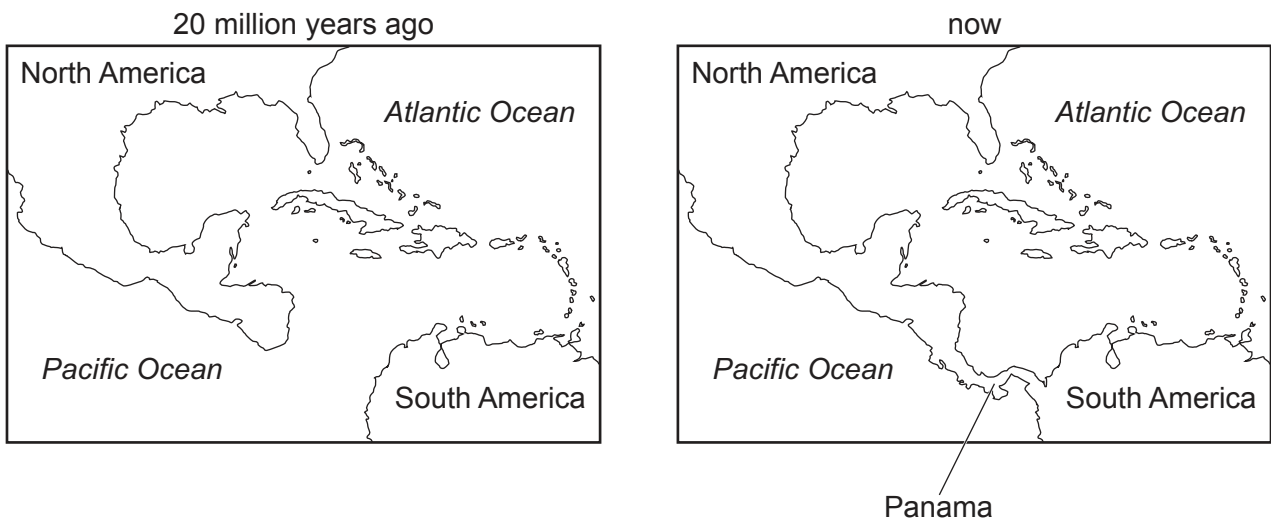 20 million years ago
North America
Atlantic Ocean
Pacific Ocean
South America
now
North America
Atlantic Ocean
Pacific Ocean
South America
Panama